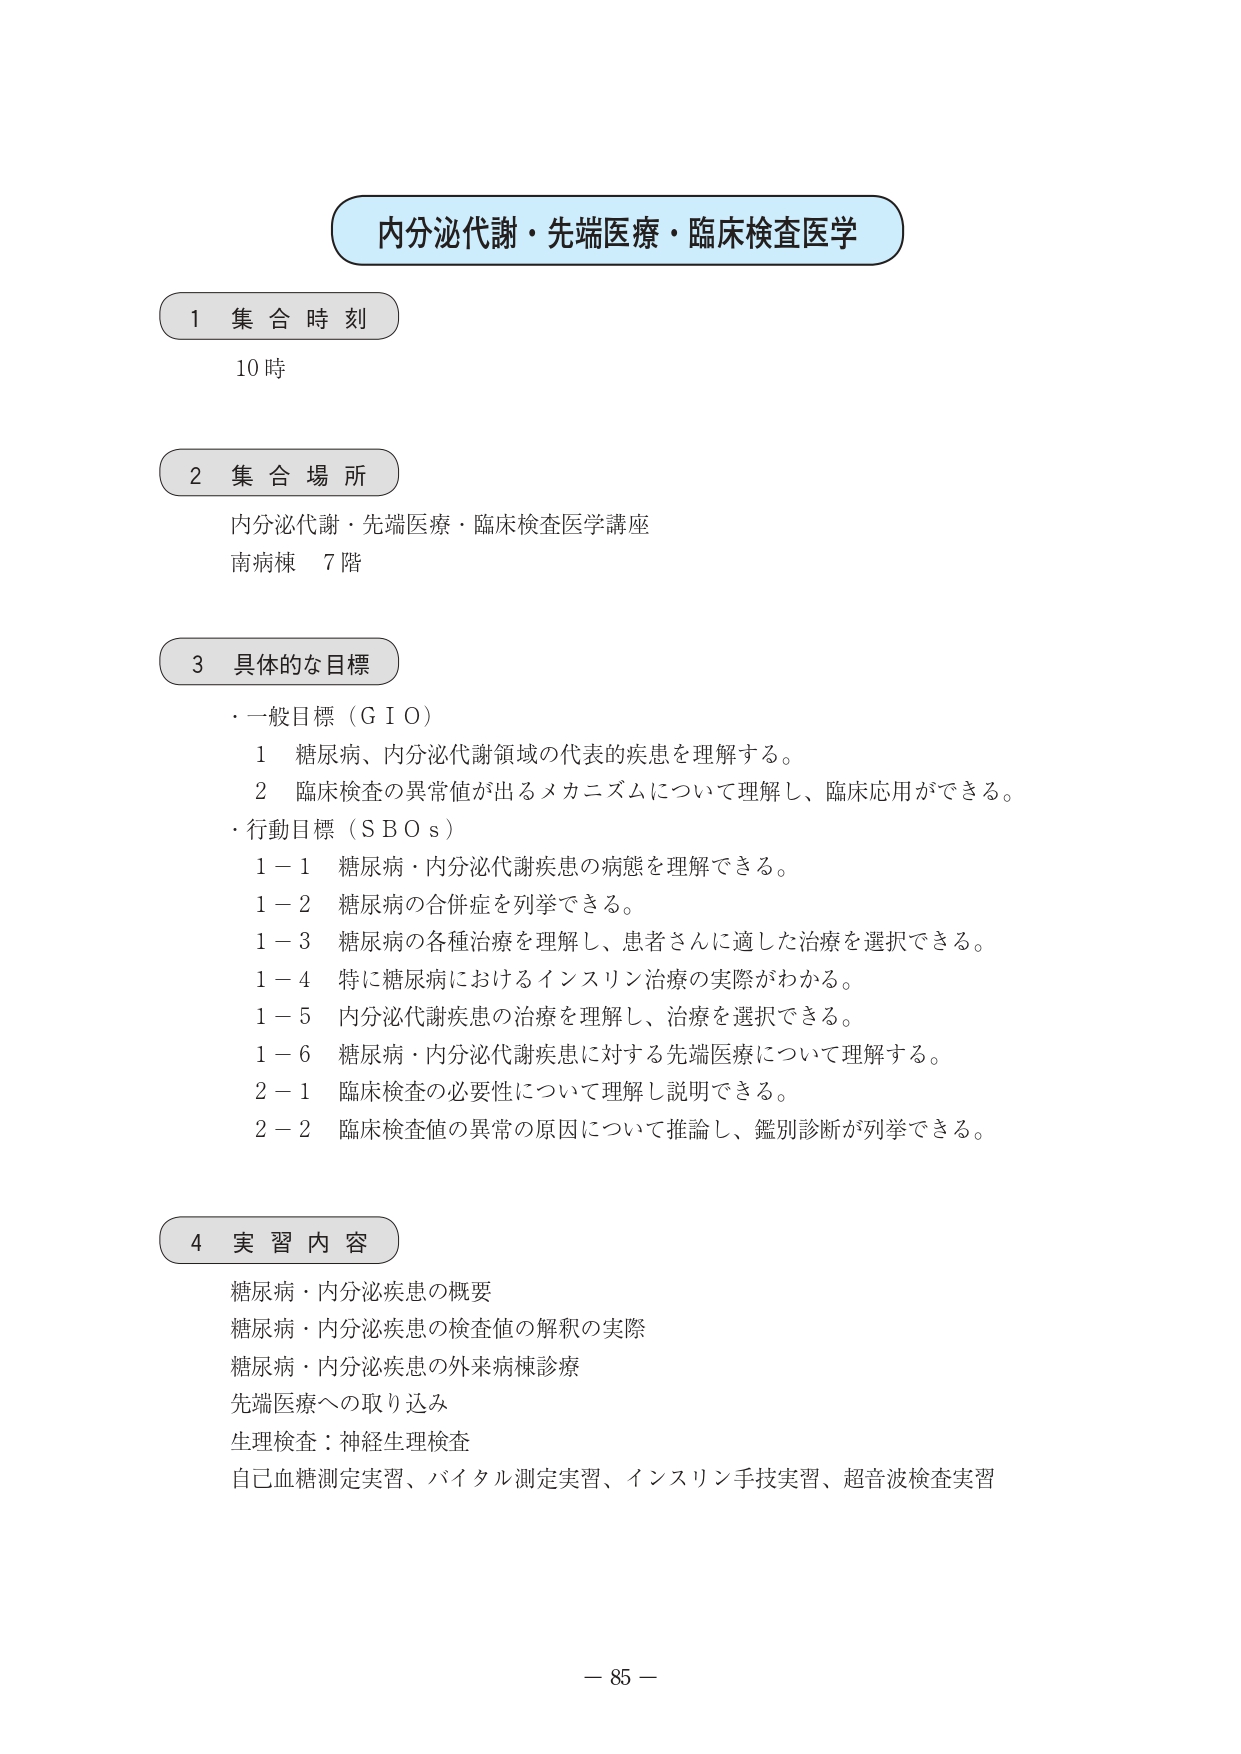 内分泌代謝・先端医療・臨床検査医学
1　集合時刻
10時
2　集合場所
内分泌代謝・先端医療・臨床検査医学講座
南病棟　7階
3　具体的な目標
・一般目標（ＧＩＯ）
1　糖尿病、内分泌代謝領域の代表的疾患を理解する。
2　臨床検査の異常値が出るメカニズムについて理解し、臨床応用ができる。
・行動目標（ＳＢＯｓ）
1－1　糖尿病・内分泌代謝疾患の病態を理解できる。
1－2　糖尿病の合併症を列挙できる。
1－3　糖尿病の各種治療を理解し、患者さんに適した治療を選択できる。
1－4　特に糖尿病におけるインスリン治療の実際がわかる。
1－5　内分泌代謝疾患の治療を理解し、治療を選択できる。
1－6　糖尿病・内分泌代謝疾患に対する先端医療について理解する。
2－1　臨床検査の必要性について理解し説明できる。
2－2　臨床検査値の異常の原因について推論し、鑑別診断が列挙できる。
4　実習内容
糖尿病・内分泌疾患の概要
糖尿病・内分泌疾患の検査値の解釈の実際
糖尿病・内分泌疾患の外来病棟診療
先端医療への取り込み
生理検査：神経生理検査
自己血糖測定実習、バイタル測定実習、インスリン手技実習、超音波検査実習
― 85 ―